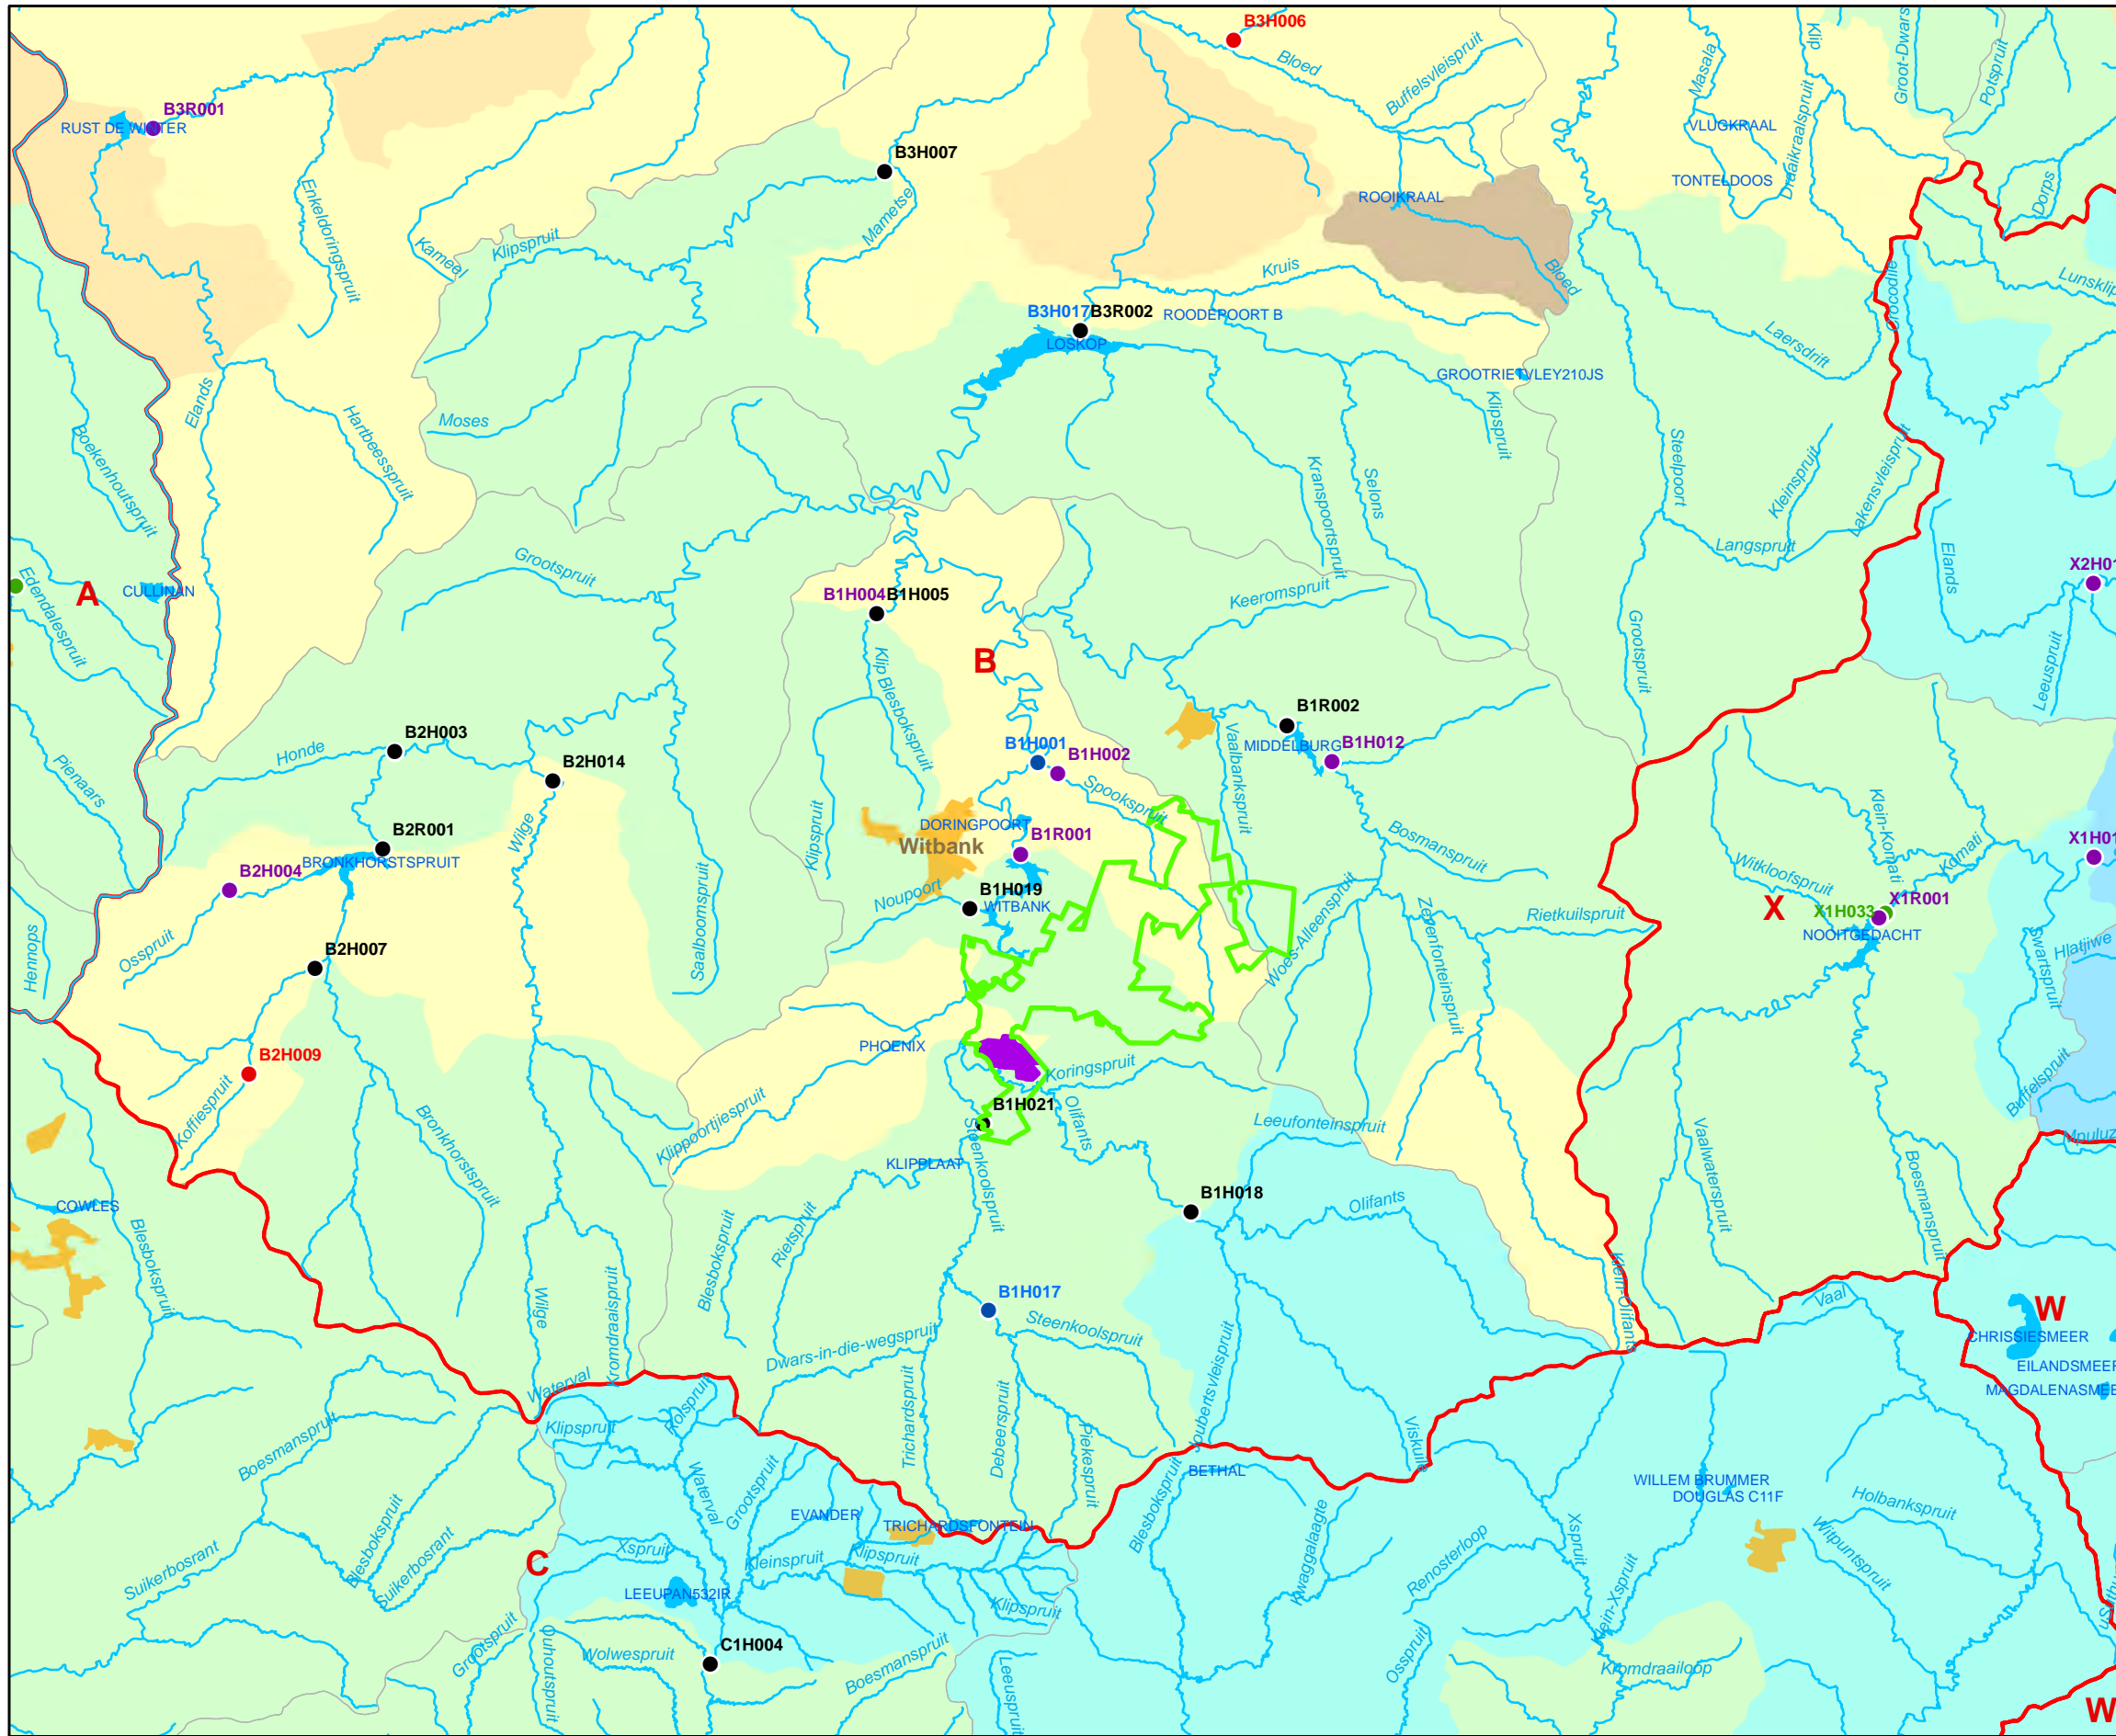 B3H006
Bloed
Buffelsvleispruit
Masala
Klip
Groot-Dwars
Potspruit
B3R001
RUST DE WINTER
VLUGKRAAL
Draaikraalspruit
B3H007
TONTELDOOS
ROOIKRAAL
Dorps
Enkeldoringspruit
Mametse
Kameel
Klipspruit
Kruis
Bloed
Crocodile
Lunsklip
B3H017
B3R002
ROODEPOORT B
LOSKOP
Laersdrift
GROOTRIETVLEY210JS
Elands
Hartbeesspruit
Moses
Klipspruit
Boekenhoutspruit
Kranspoortspruit
Selons
Steelpoort
Kleinspruit
Lakensvleispruit
Langspruit
Elands
Grootspruit
Edendalespruit
A
CULLINAN
B1H004
B1H005
Keeromspruit
X2H01
Grootspruit
Leeuspruit
B
Klip
Blesbokspruit
B1R002
B2H003
Honde
B2H014
B1H001
B1H002
Vaalbankspruit
MIDDELBURG
B1H012
Pienaars
Spookspruit
Wilge
Klipspruit
DORINGPOORT
Witbank
B1R001
Bosmanspruit
Klein-Komati
Komati
X1H01
B2R001
BRONKHORSTSPRUIT
B2H004
Noupoort
B1H019
WITBANK
Witkloofspruit
X
X1H033
X1R001
NOOITGEDACHT
Zevenfonteinspruit
Rietkuilspruit
Woes-Alleenspruit
Osspruit
Hennops
Saalboomspruit
B2H007
Swartspruit
Hlatjiwe
PHOENIX
B2H009
Koringspruit
Koffiespruit
Bronkhorstspruit
Klippoortjiespruit
B1H021
Olifants
Leeufonteinspruit
Buffelspruit
Mpuluz
Steenkoolspruit
KLIPPLAAT
Vaalwaterspruit
Boesmanspruit
B1H018
Olifants
COWLES
Blesbokspruit
Blesbokspruit
Rietspruit
Wilge
Kromdraaispruit
B1H017
Steenkoolspruit
Klein-Olifants
Vaal
W
CHRISSIESMEER
EILANDSMEER
MAGDALENASMEE
Dwars-in-die-wegspruit
Joubertsvleispruit
Waterval
Rolspruit
Klipspruit
Trichardspruit
Debeerspruit
Piekespruit
Viskuile
Boesmanspruit
Waterval
Grootspruit
Blesbokspruit
BETHAL
WILLEM BRUMMER
DOUGLAS C11F
Holbankspruit
EVANDER
TRICHARDSFONTEIN
Blesbokspruit
Suikerbosrant
Suikerbosrant
C
Xspruit
Kleinspruit
Klipspruit
Kwaggalaagte
Renosterloop
Xspruit
Witpuntspruit
LEEUPAN532IR
Klipspruit
Klein-Xspruit
Grootspruit
Ouhoutspruit
Wolwespruit
C1H004
Boesmanspruit
Leeuspruit
Osspruit
Kromdraailoop
W